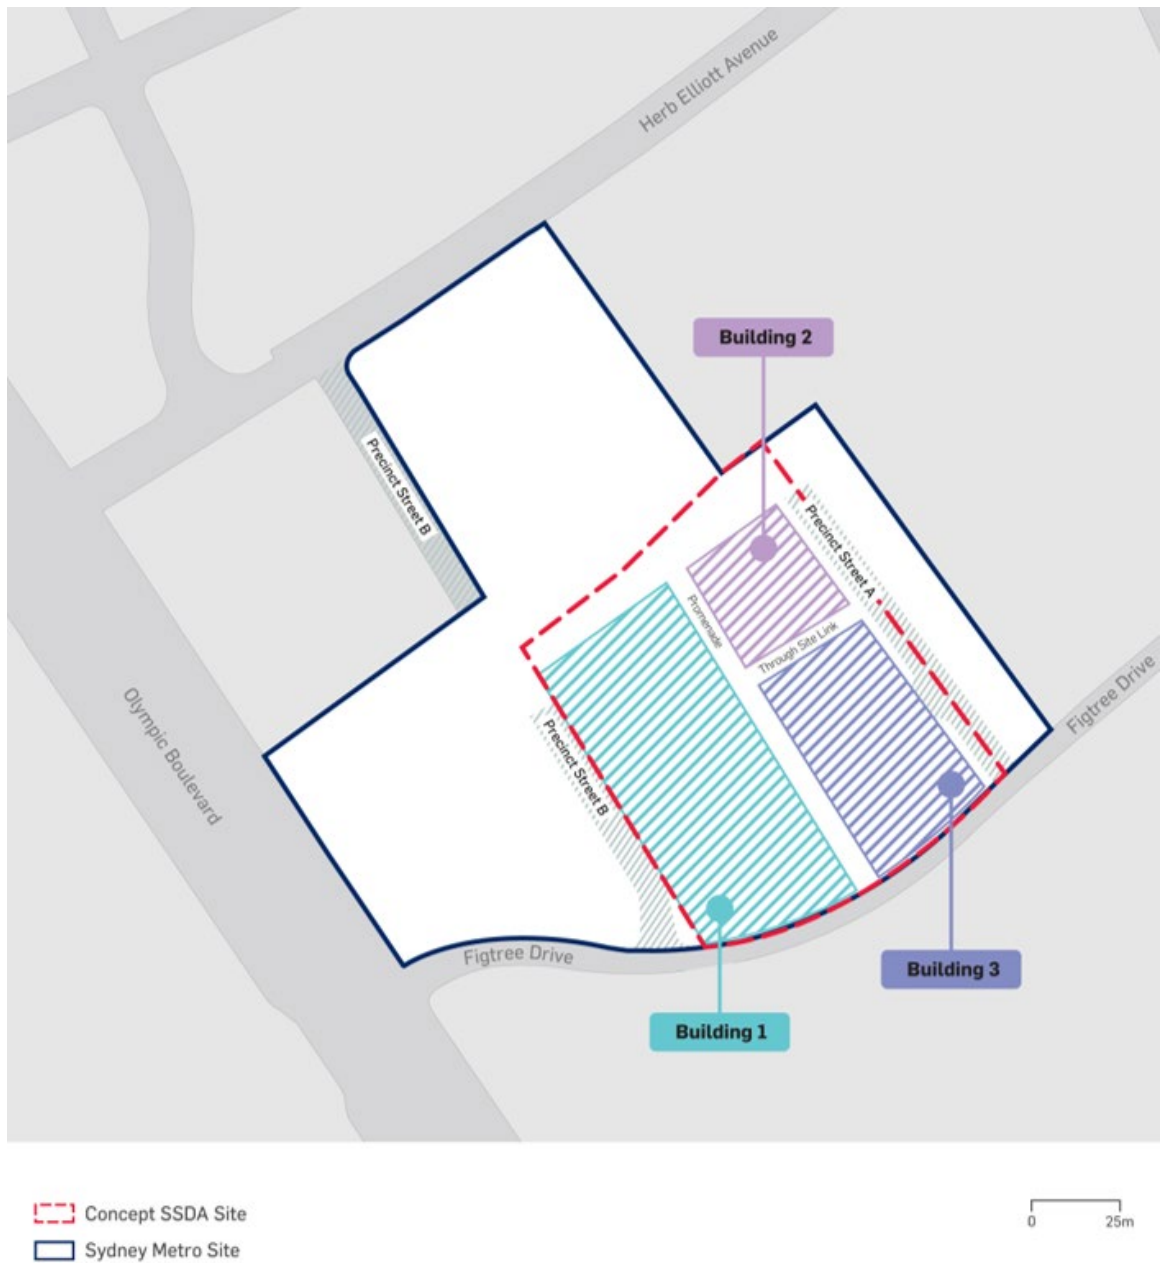 Herb Elliott Avenue
Building 2
Precinct Street B
Precinct Street A
Promenade
Through Site Link
Figtree Drive
Olympic Boulevard
Precinct Street B
Figtree Drive
Building 3
Building 1
Concept SSDA Site
0 25m
Sydney Metro Site